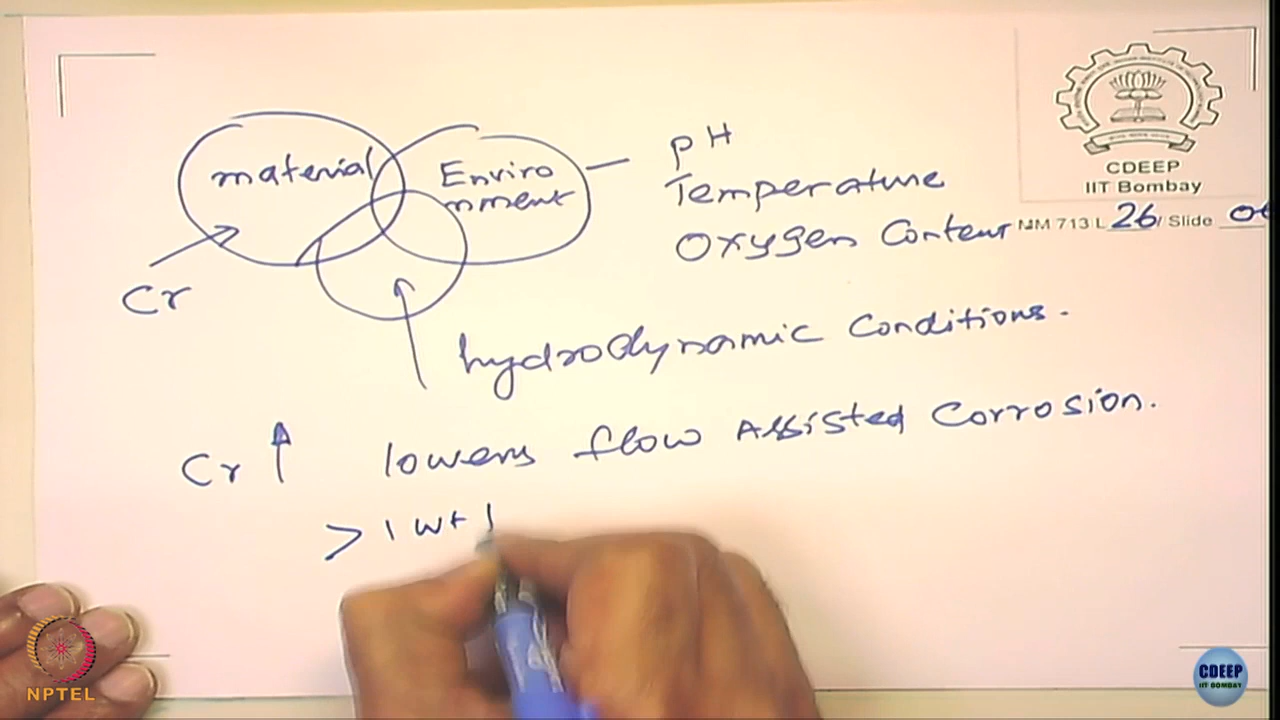 material
Enviro
nment
pH
Temperature
Oxygen Content
Cr
hydrodynamic Conditions.
Cr ↑ lowers flow Assisted Corrosion.
> 1 wt
CDEEP
IIT Bombay
MM 713 L 26 / Slide
NPTEL
CDEEP
IIT BOMBAY